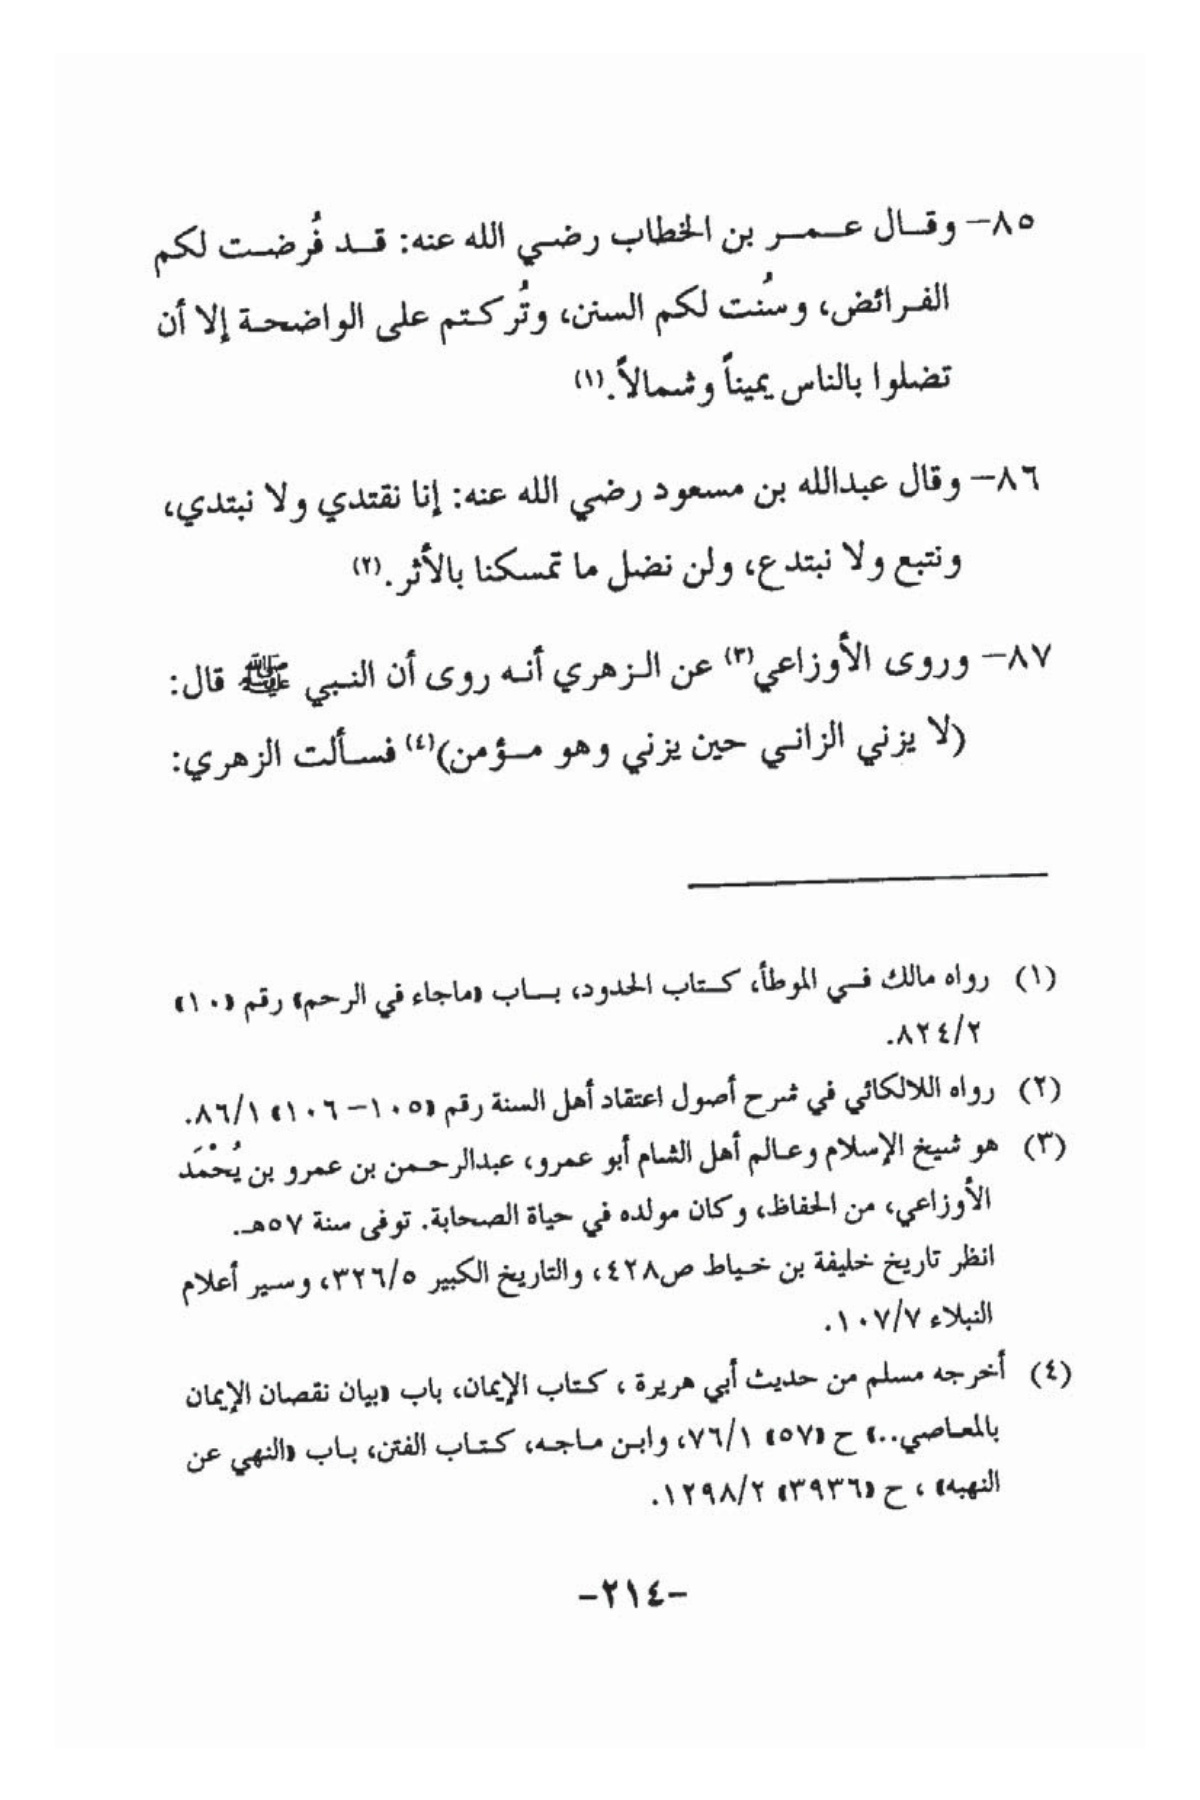 ٨٥– وقال عمر بن الخطاب رضي الله عنه: قد فُرضت لكم
الفرائض، وسُنت لكم السنن، وتُركتم على الواضحة إلا أن
تضلوا بالناس يميناً وشمالاً.(١)
٨٦– وقال عبدالله بن مسعود رضي الله عنه: إنا نقتدي ولا نبتدي،
ونتبع ولا نبتدع، ولن نضل ما تمسكنا بالأثر.(٢)
٨٧– وروى الأوزاعي(٣) عن الزهري أنه روى أن النبي ﷺ قال:
(لا يزني الزاني حين يزني وهو مؤمن)(٤) فسألت الزهري:
(١) رواه مالك في الموطأ، كتاب الحدود، باب «ماجاء في الرحم» رقم «١٠»
٨٢٤/٢.
(٢) رواه اللالكائي في شرح أصول اعتقاد أهل السنة رقم «١٠٥–١٠٦» ٨٦/١.
(٣) هو شيخ الإسلام وعالم أهل الشام أبو عمرو، عبدالرحمن بن عمرو بن يُحْمَد
الأوزاعي، من الحفاظ، وكان مولده في حياة الصحابة. توفى سنة ٥٧هـ.
انظر تاريخ خليفة بن خياط ص٤٢٨، والتاريخ الكبير ٣٢٦/٥، وسير أعلام
النبلاء ١٠٧/٧.
(٤) أخرجه مسلم من حديث أبي هريرة ، كتاب الإيمان، باب «بيان نقصان الإيمان
بالمعاصي..» ح «٥٧» ٧٦/١، وابن ماجه، كتاب الفتن، باب «النهي عن
النهبه» ، ح «٣٩٣٦» ١٢٩٨/٢.
–٢١٤–